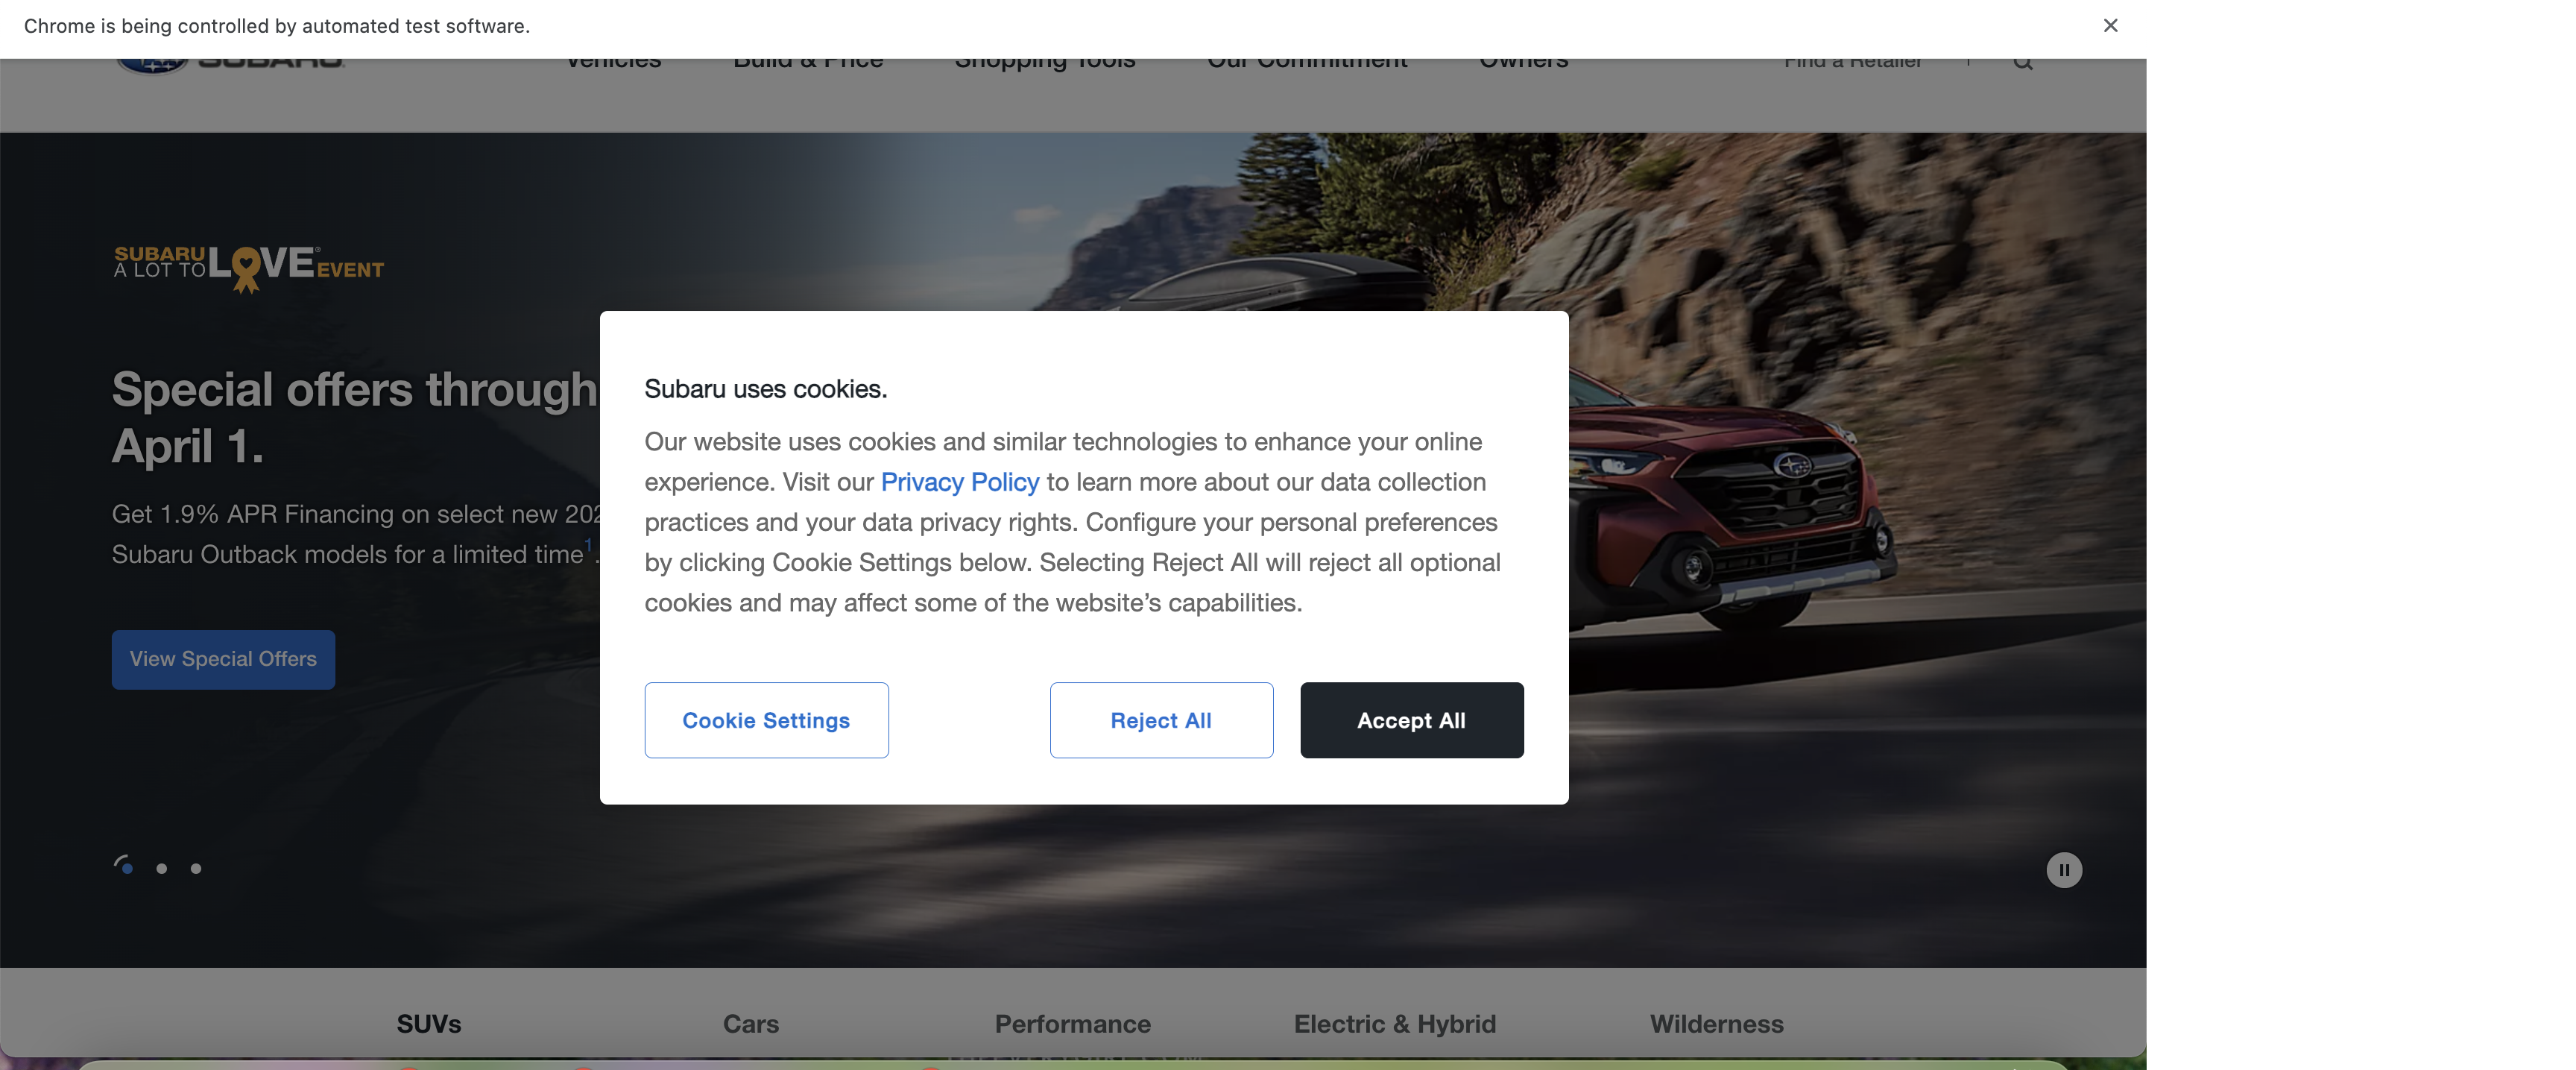 Chrome is being controlled by automated test software.
SUBARU
Vehicles Build & Price Shopping Tools Our Commitment Owners Find a Retailer
SUBARU
A LOT TO LOVE EVENT
Special offers through
April 1.
Get 1.9% APR Financing on select new 202
Subaru Outback models for a limited time1.
View Special Offers
Subaru uses cookies.
Our website uses cookies and similar technologies to enhance your online
experience. Visit our Privacy Policy to learn more about our data collection
practices and your data privacy rights. Configure your personal preferences
by clicking Cookie Settings below. Selecting Reject All will reject all optional
cookies and may affect some of the website’s capabilities.
Cookie Settings Reject All Accept All
SUVs Cars Performance Electric & Hybrid Wilderness